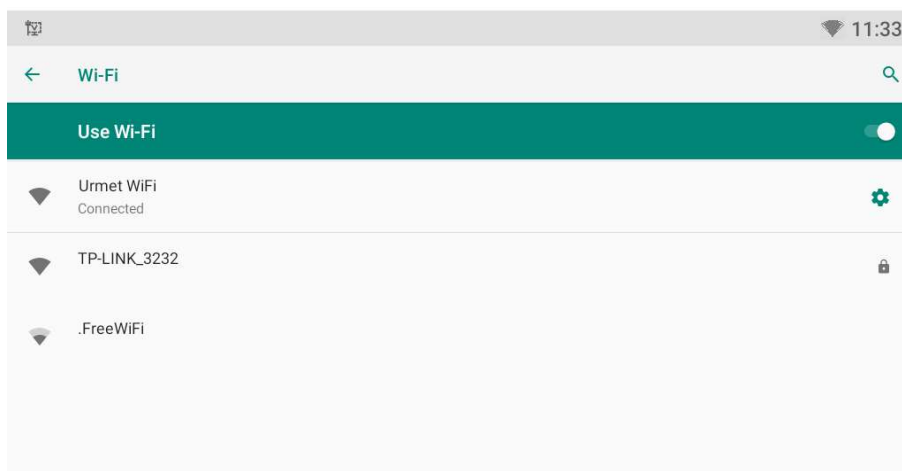 11:33
Wi-Fi
Use Wi-Fi
Urmet WiFi
Connected
TP-LINK_3232
.FreeWiFi